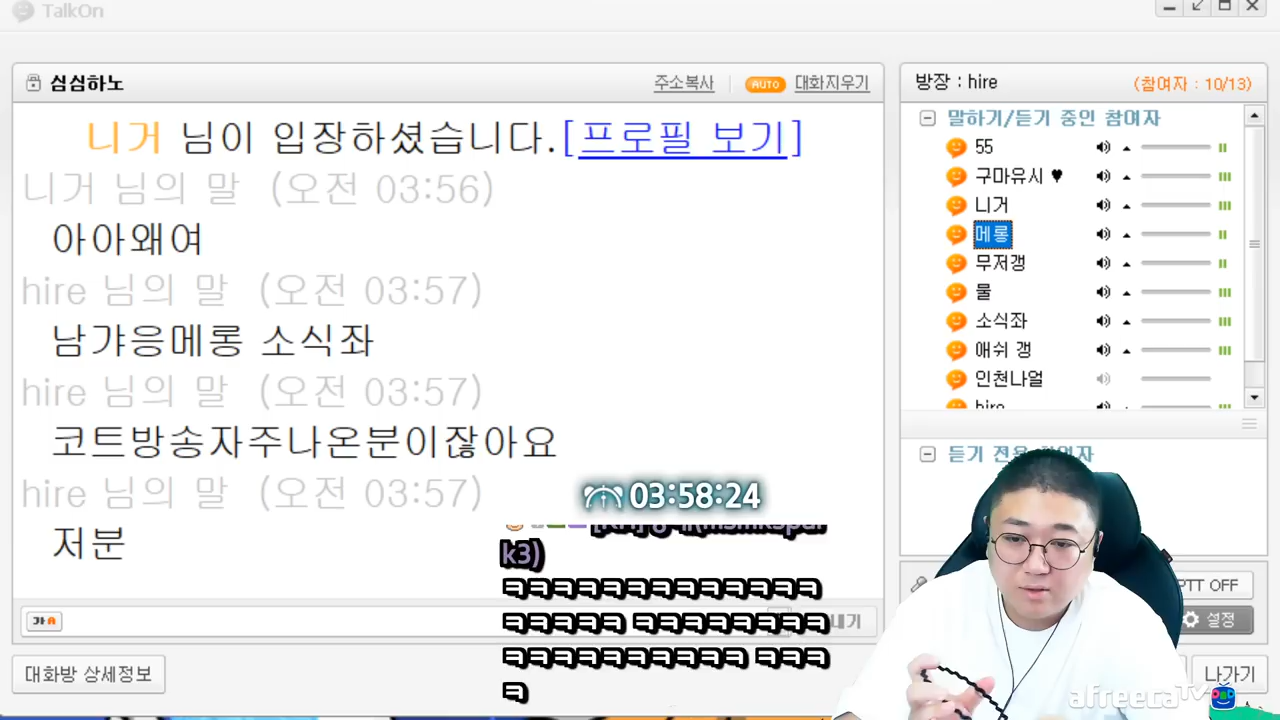 TalkOn
심심하노
주소복사
AUTO 대화지우기
니거 님이 입장하셨습니다.[프로필 보기]
니거 님의 말 (오전 03:56)
아아왜여
hire 님의 말 (오전 03:57)
남갸응메롱 소식좌
hire 님의 말 (오전 03:57)
코트방송자주나온분이잖아요
hire 님의 말 (오전 03:57)
저분
가
대화방 상세정보
방장 : hire
(참여자 : 10/13)
말하기/듣기 중인 참여자
55
구마유시 ♥
니거
메롱
무저갱
물
소식좌
애쉬 갱
인천나얼
hire
듣기 전용
PTT OFF
설정
나가기
03:58:24
k3)
ㅋㅋㅋㅋㅋㅋㅋㅋㅋㅋㅋㅋㅋ
ㅋㅋㅋㅋㅋ ㅋㅋㅋㅋㅋㅋㅋㅋ
ㅋㅋㅋㅋㅋㅋㅋㅋㅋㅋ ㅋㅋㅋ
ㅋ
afreecaTV